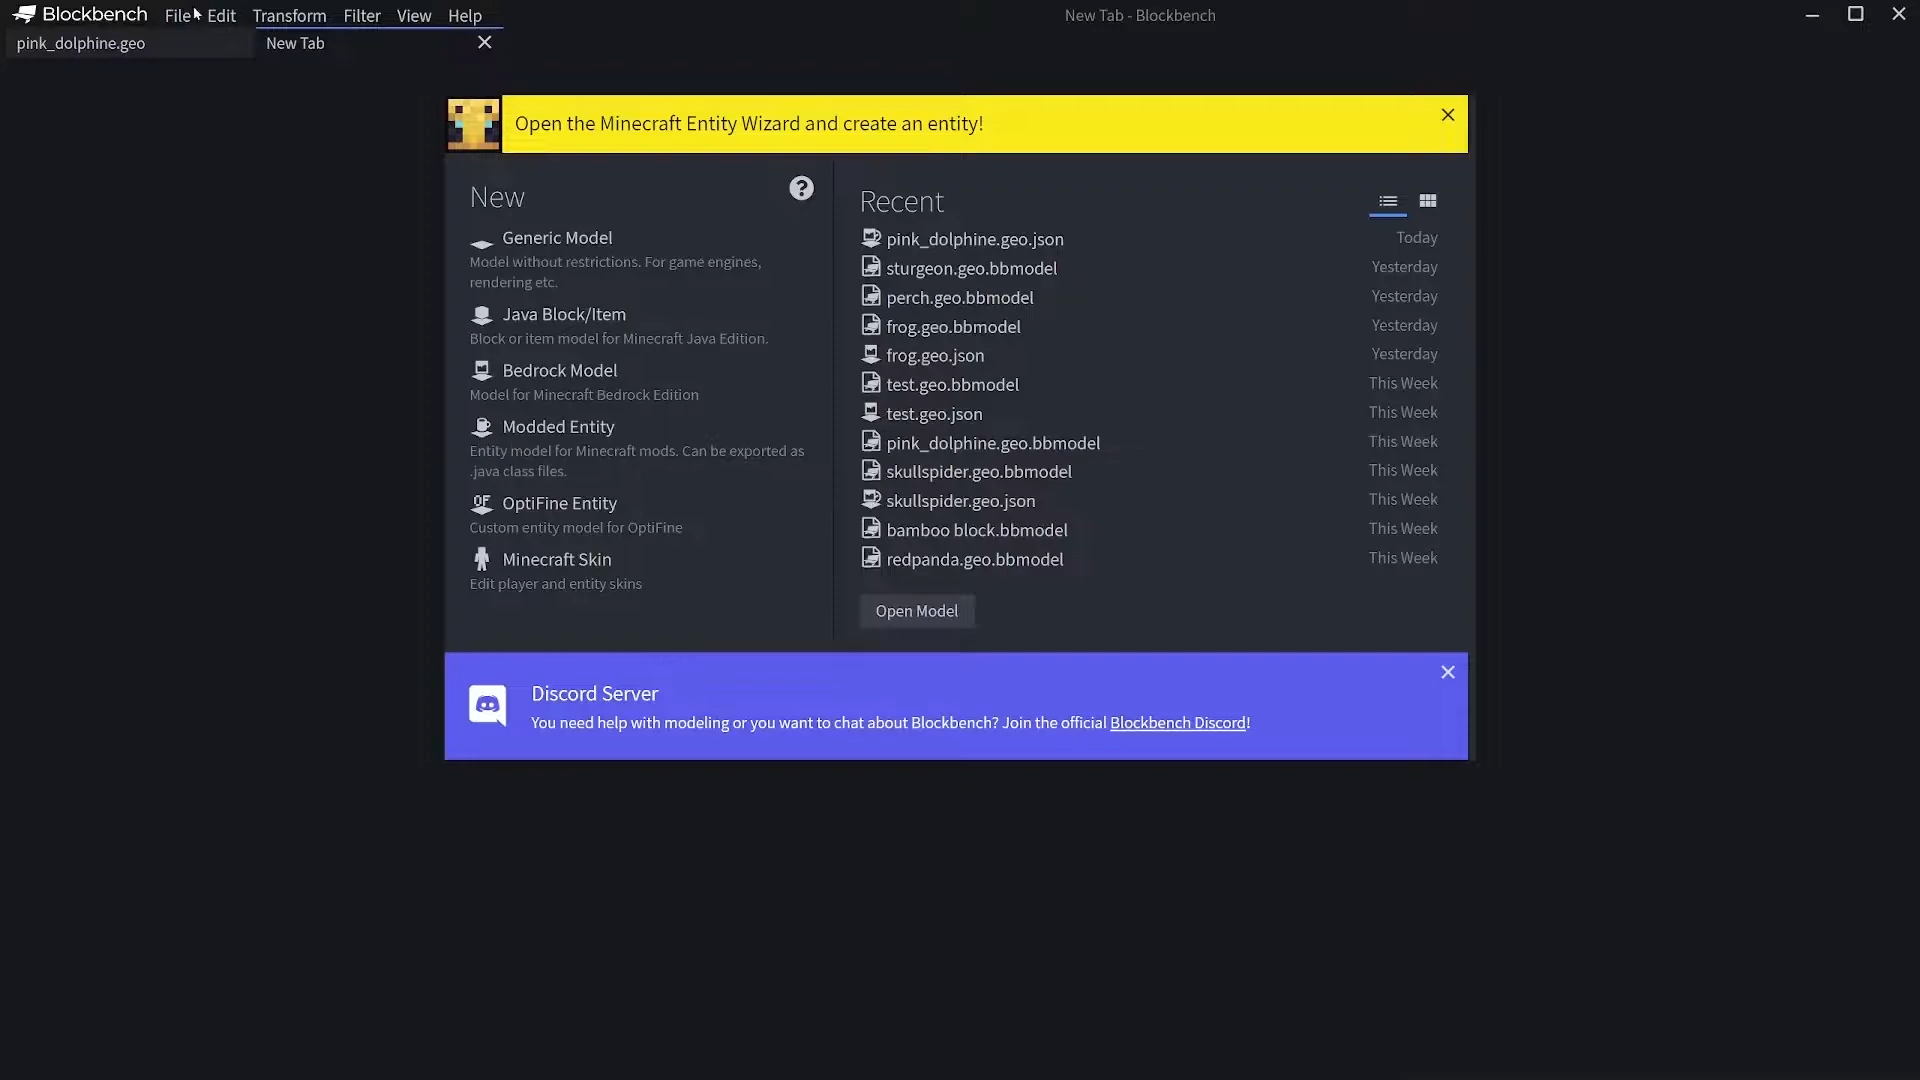 Blockbench File Edit Transform Filter View Help New Tab - Blockbench
pink_dolphine.geo New Tab
Open the Minecraft Entity Wizard and create an entity!
New
Generic Model
Model without restrictions. For game engines,
rendering etc.
Java Block/Item
Block or item model for Minecraft Java Edition.
Bedrock Model
Model for Minecraft Bedrock Edition
Modded Entity
Entity model for Minecraft mods. Can be exported as
.java class files.
OF OptiFine Entity
Custom entity model for OptiFine
Minecraft Skin
Edit player and entity skins
Recent
pink_dolphine.geo.json Today
sturgeon.geo.bbmodel Yesterday
perch.geo.bbmodel Yesterday
frog.geo.bbmodel Yesterday
frog.geo.json Yesterday
test.geo.bbmodel This Week
test.geo.json This Week
pink_dolphine.geo.bbmodel This Week
skullspider.geo.bbmodel This Week
skullspider.geo.json This Week
bamboo block.bbmodel This Week
redpanda.geo.bbmodel This Week
Open Model
Discord Server
You need help with modeling or you want to chat about Blockbench? Join the official Blockbench Discord!